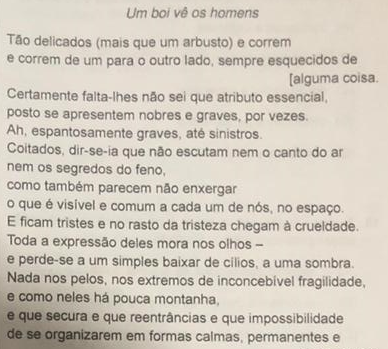 Um boi vê os homens
Tão delicados (mais que um arbusto) e correm
e correm de um para o outro lado, sempre esquecidos de
[alguma coisa.
Certamente falta-lhes não sei que atributo essencial,
posto se apresentem nobres e graves, por vezes.
Ah, espantosamente graves, até sinistros.
Coitados, dir-se-ia que não escutam nem o canto do ar
nem os segredos do feno,
como também parecem não enxergar
o que é visível e comum a cada um de nós, no espaço.
E ficam tristes e no rasto da tristeza chegam à crueldade.
Toda a expressão deles mora nos olhos –
e perde-se a um simples baixar de cílios, a uma sombra.
Nada nos pelos, nos extremos de inconcebível fragilidade,
e como neles há pouca montanha,
e que secura e que reentrâncias e que impossibilidade
de se organizarem em formas calmas, permanentes e